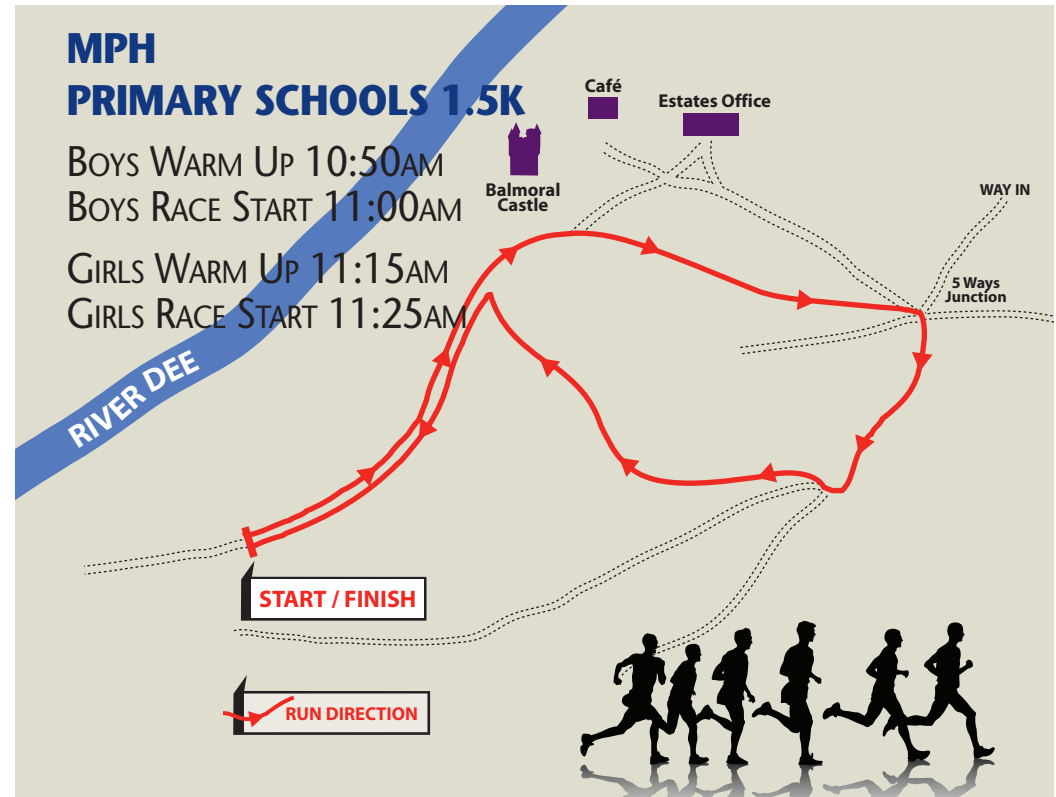 MPH
PRIMARY SCHOOLS 1.5K
BOYS WARM UP 10:50AM
BOYS RACE START 11:00AM
GIRLS WARM UP 11:15AM
GIRLS RACE START 11:25AM
Café
Estates Office
Balmoral
Castle
WAY IN
5 Ways
Junction
RIVER DEE
START / FINISH
RUN DIRECTION